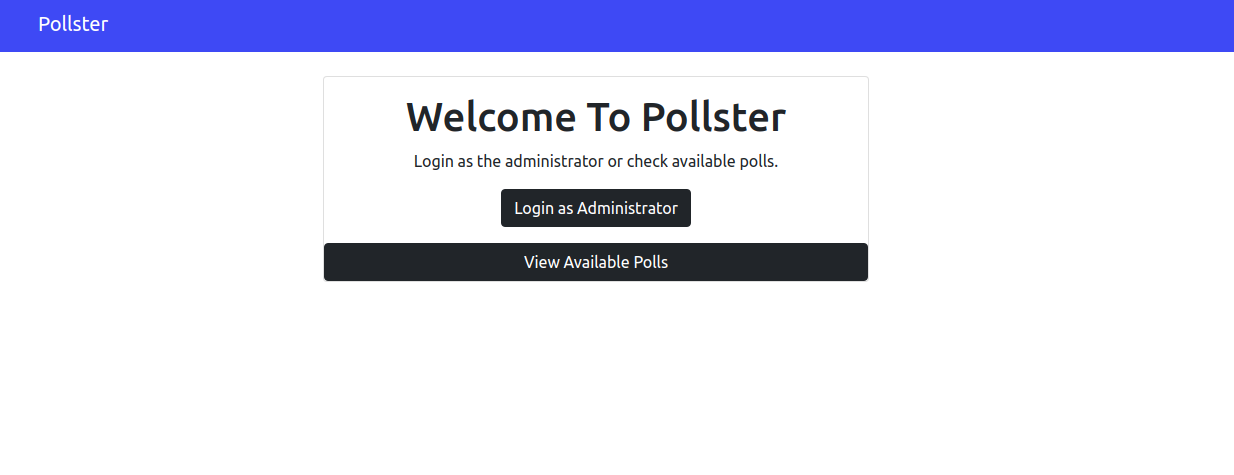 Pollster
Welcome To Pollster
Login as the administrator or check available polls.
Login as Administrator
View Available Polls